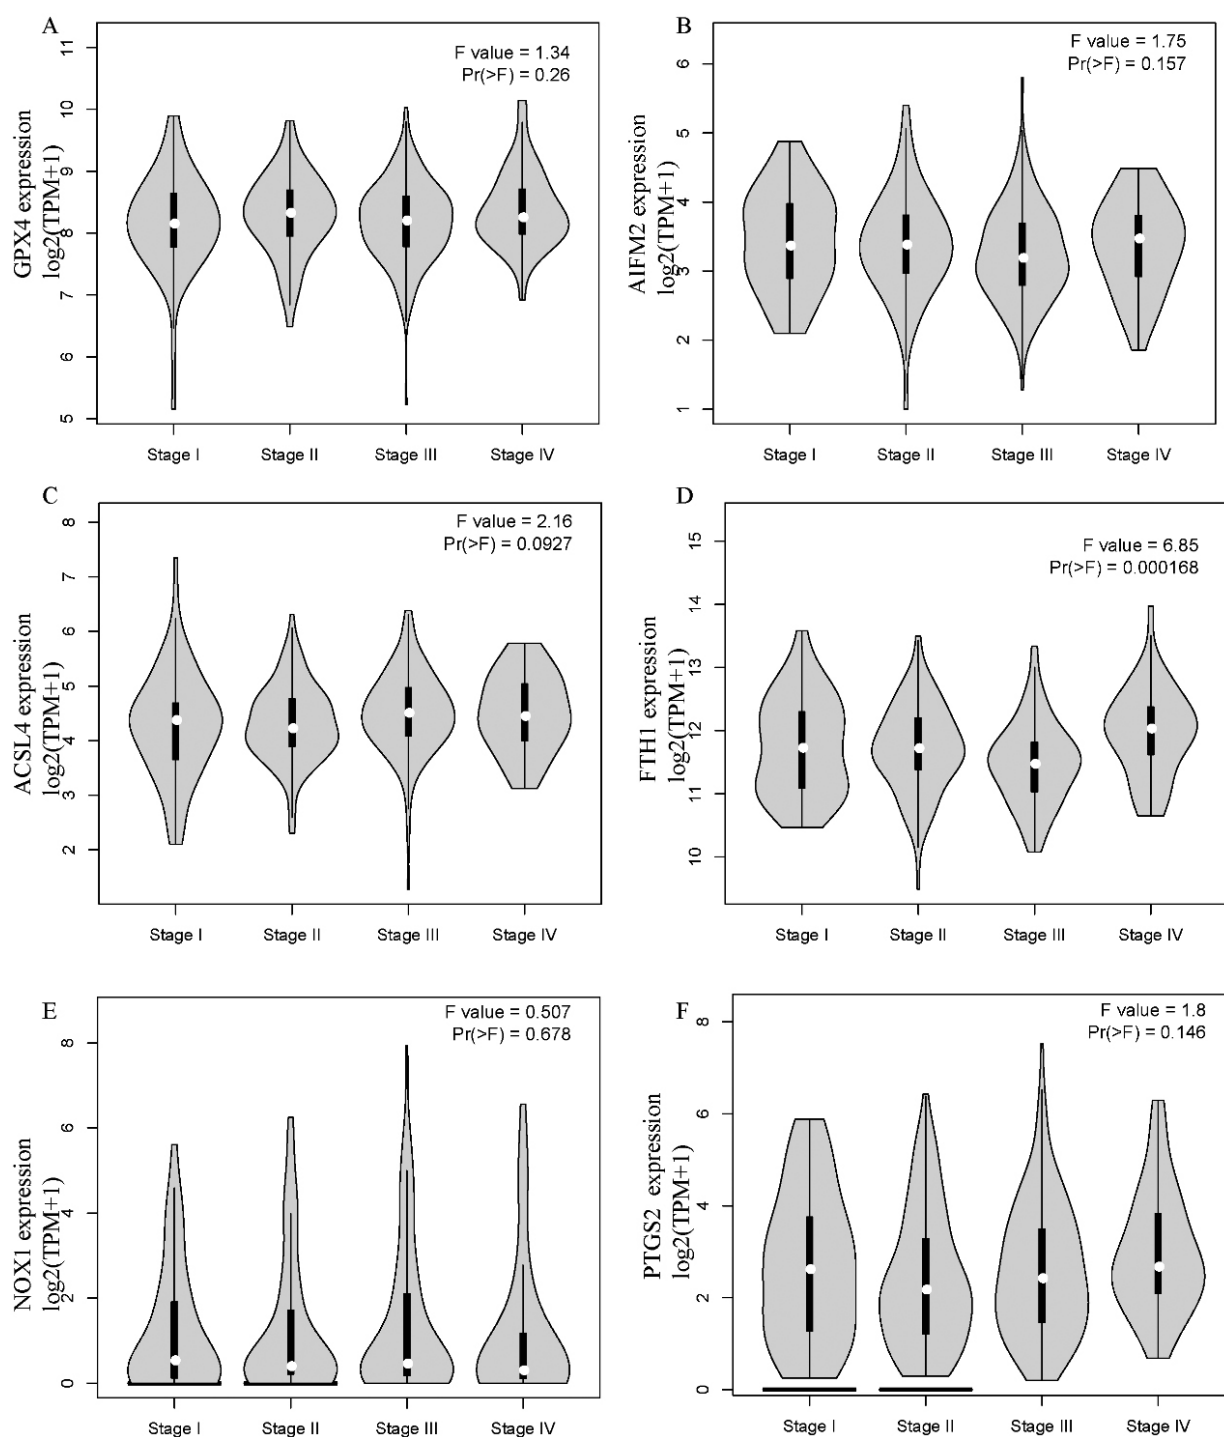 A
F value = 1.34
Pr(>F) = 0.26
GPX4 expression
log2(TPM+1)
11
10
9
8
7
6
5
Stage I
Stage II
Stage III
Stage IV
B
F value = 1.75
Pr(>F) = 0.157
AIFM2 expression
log2(TPM+1)
6
5
4
3
2
1
Stage I
Stage II
Stage III
Stage IV
C
F value = 2.16
Pr(>F) = 0.0927
ACSL4 expression
log2(TPM+1)
8
7
6
5
4
3
2
Stage I
Stage II
Stage III
Stage IV
D
F value = 6.85
Pr(>F) = 0.000168
FTH1 expression
log2(TPM+1)
15
14
13
12
11
10
Stage I
Stage II
Stage III
Stage IV
E
F value = 0.507
Pr(>F) = 0.678
NOX1 expression
log2(TPM+1)
8
6
4
2
0
Stage I
Stage II
Stage III
Stage IV
F
F value = 1.8
Pr(>F) = 0.146
PTGS2 expression
log2(TPM+1)
8
6
4
2
0
Stage I
Stage II
Stage III
Stage IV